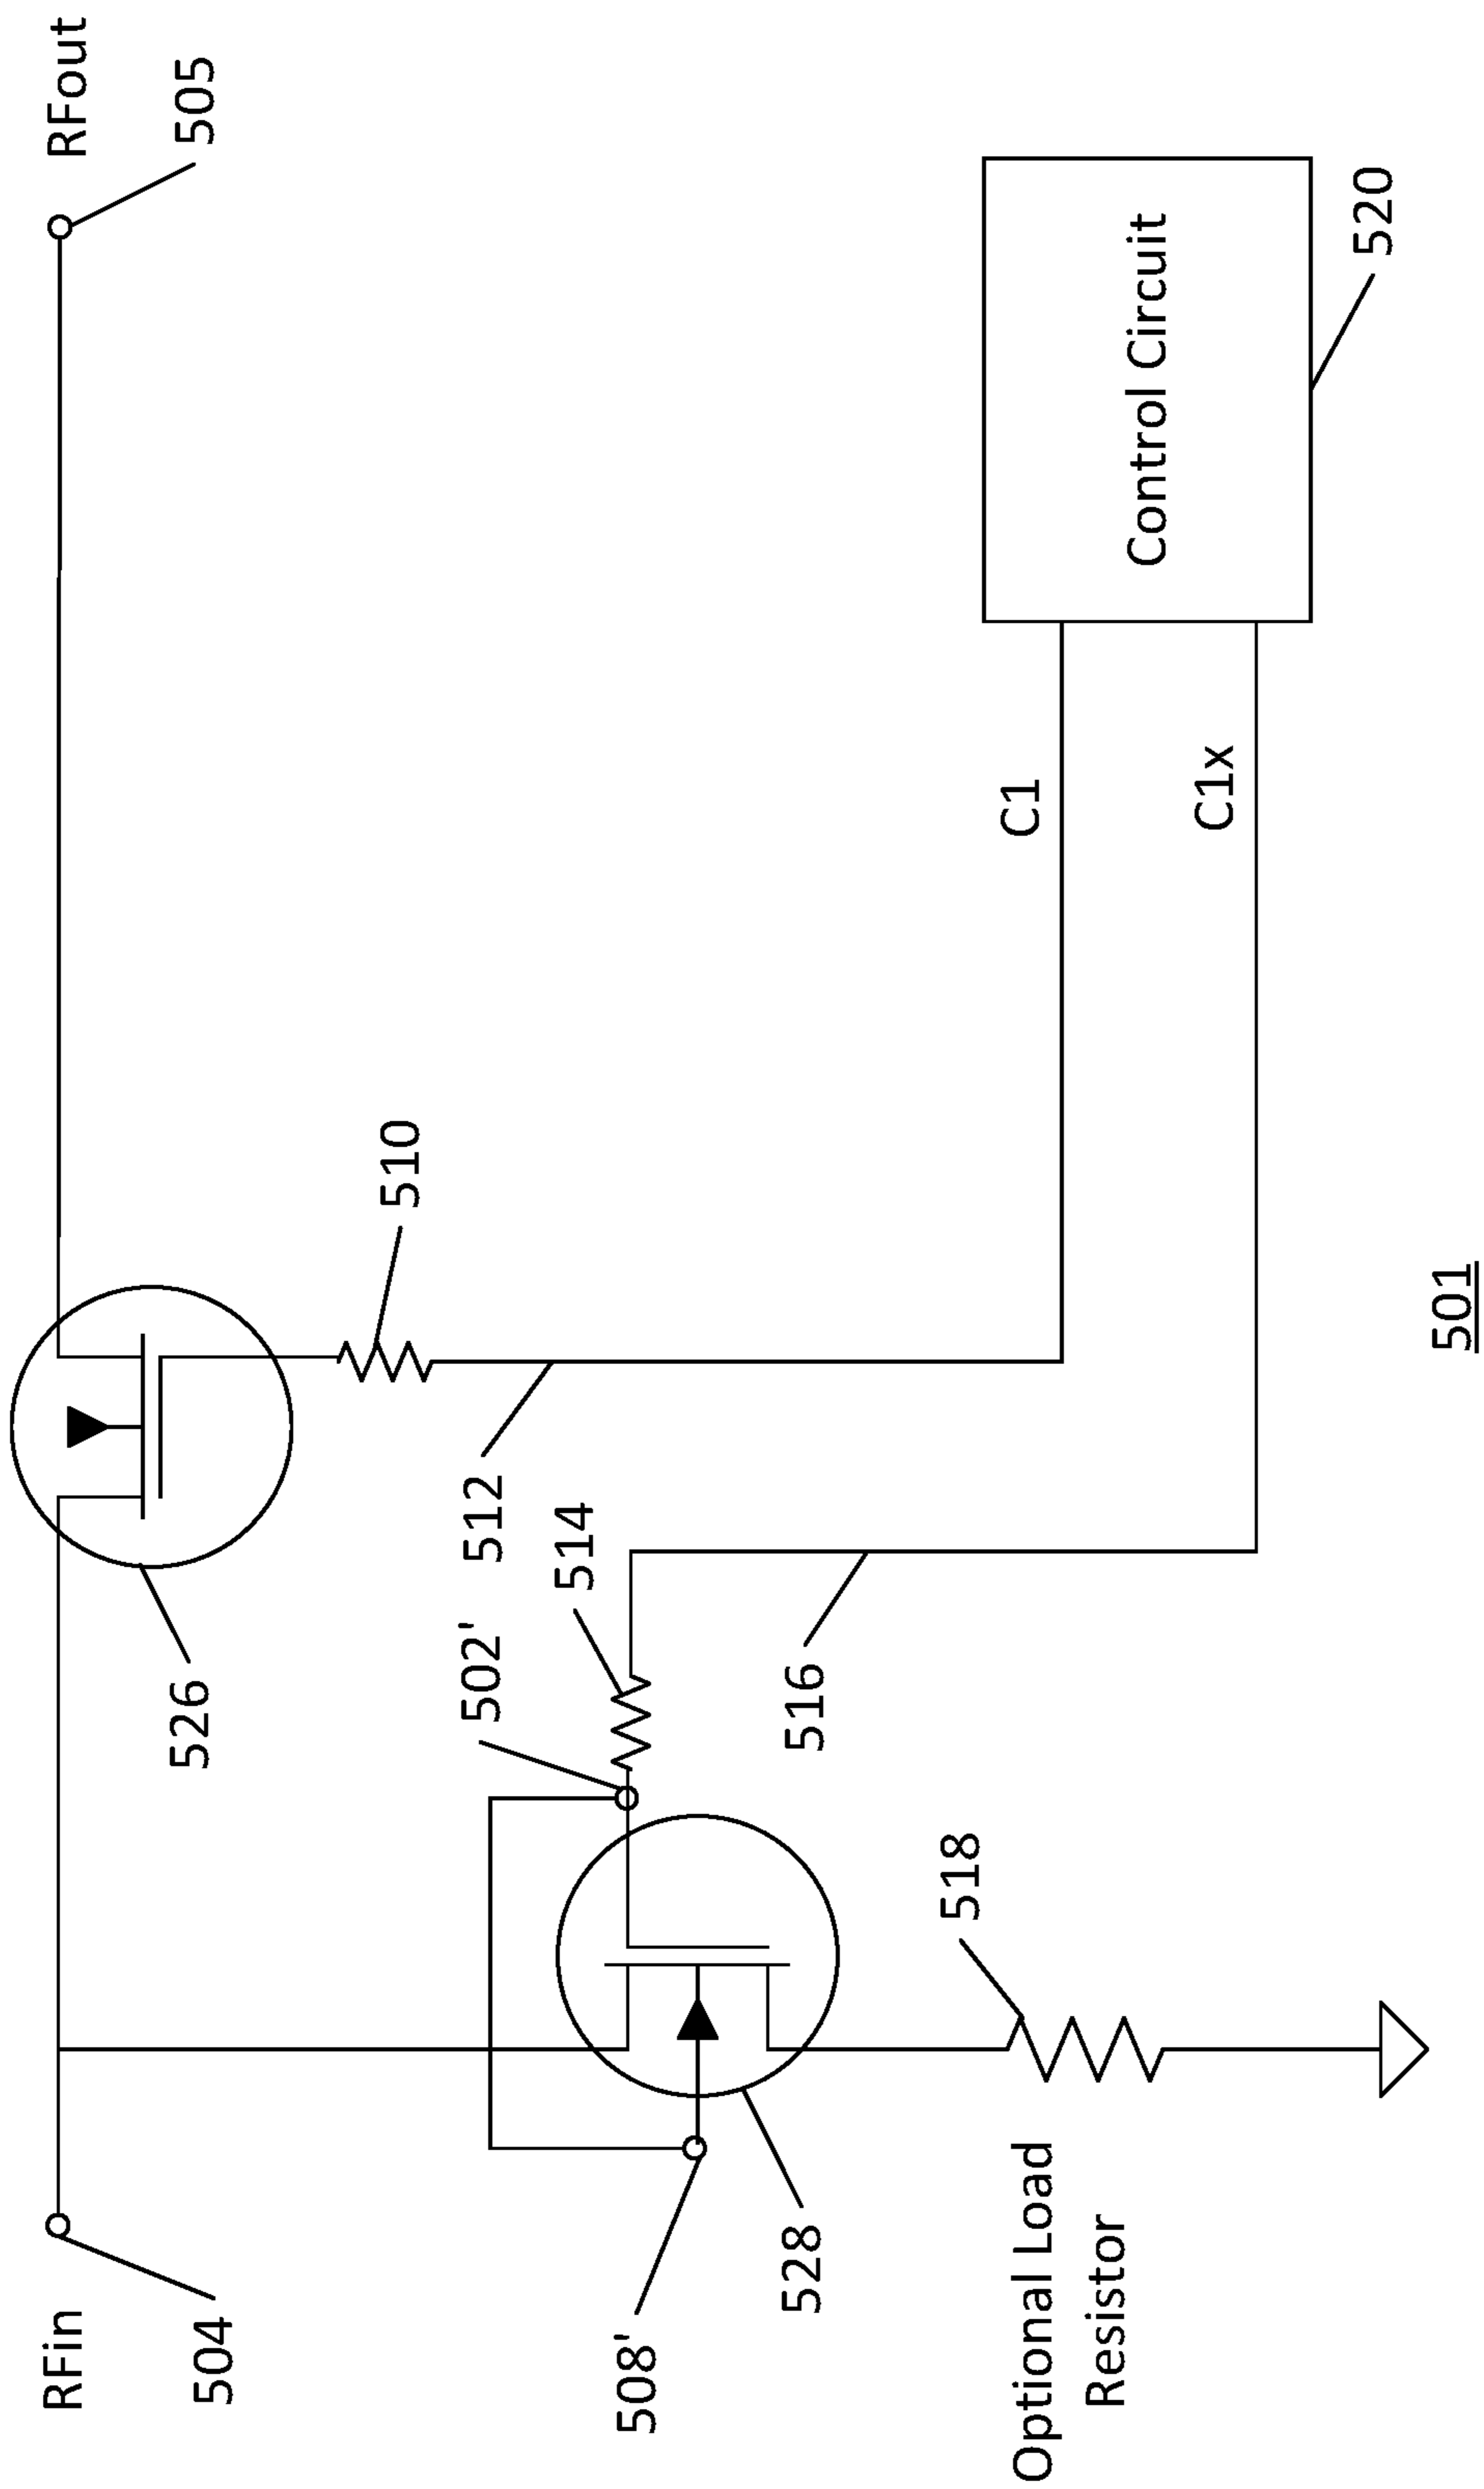 RFin
504
526
RFout
505
510
512
502'
514
516
508'
528
518
Optional Load
Resistor
C1
C1x
Control Circuit
520
501